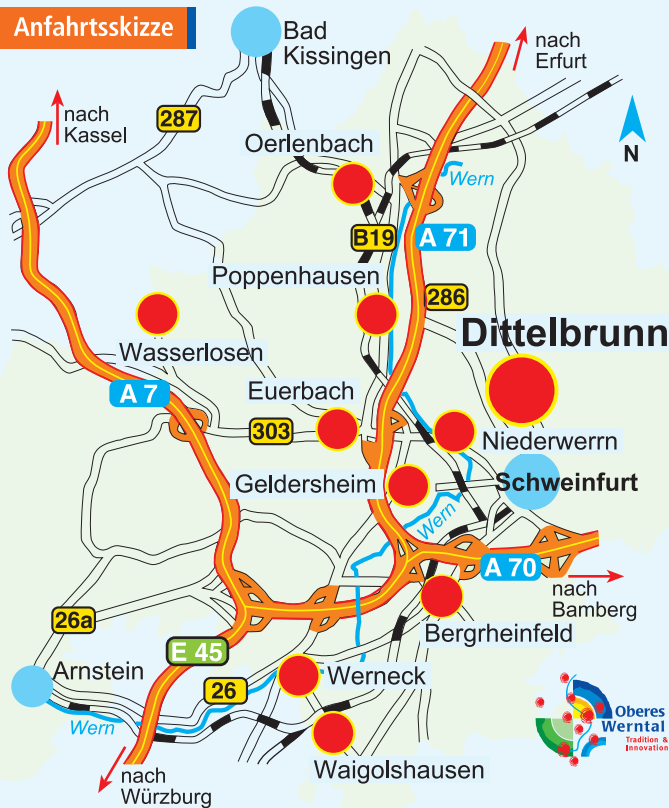 Anfahrtsskizze
Bad
Kissingen
nach
Erfurt
nach
Kassel
287
N
Oerlenbach
Wern
B19
A 71
Poppenhausen
286
Dittelbrunn
Wasserlosen
A 7
Euerbach
303
Niederwerrn
Geldersheim
Schweinfurt
Wern
A 70
nach
Bamberg
26a
Bergrheinfeld
E 45
Arnstein
26
Werneck
Wern
Waigolshausen
nach
Würzburg
Oberes
Werntal
Tradition &
Innovation